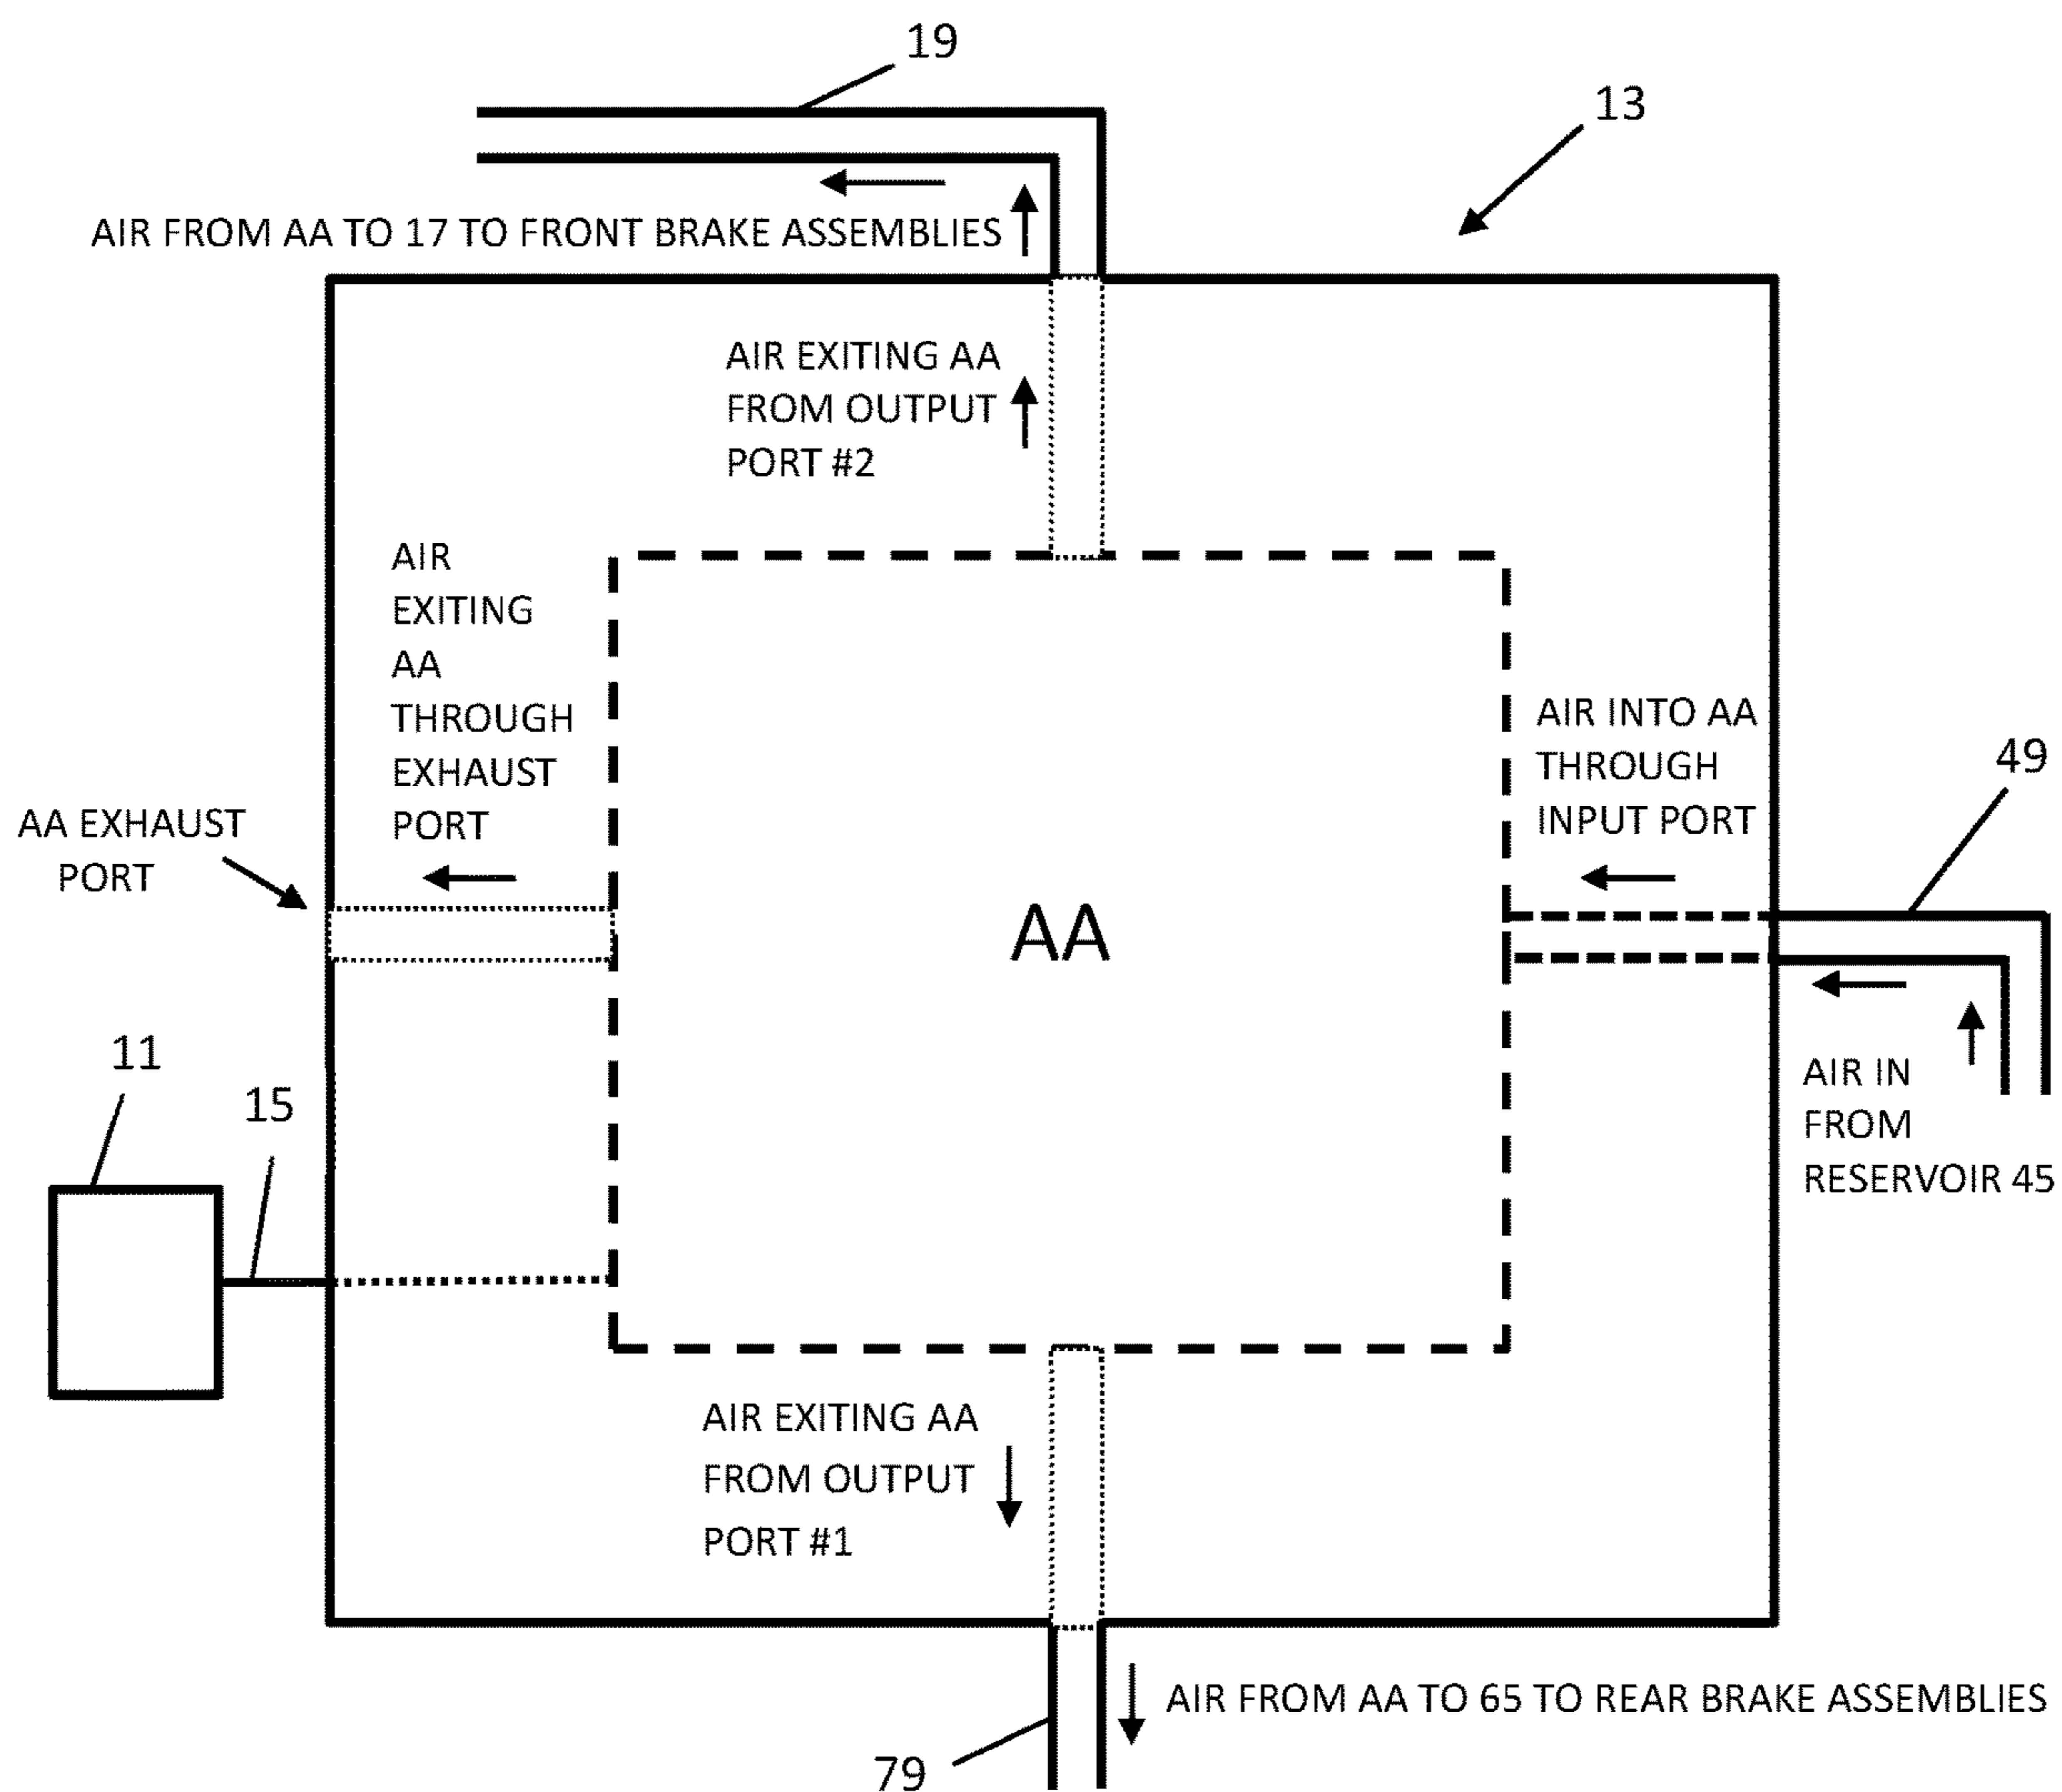 19
13
AIR FROM AA TO 17 TO FRONT BRAKE ASSEMBLIES
AIR EXITING AA
FROM OUTPUT
PORT #2
AIR
EXITING
AA
THROUGH
EXHAUST
PORT
AIR INTO AA
THROUGH
INPUT PORT
49
AA EXHAUST
PORT
AA
11
15
AIR IN
FROM
RESERVOIR 45
AIR EXITING AA
FROM OUTPUT
PORT #1
AIR FROM AA TO 65 TO REAR BRAKE ASSEMBLIES
79